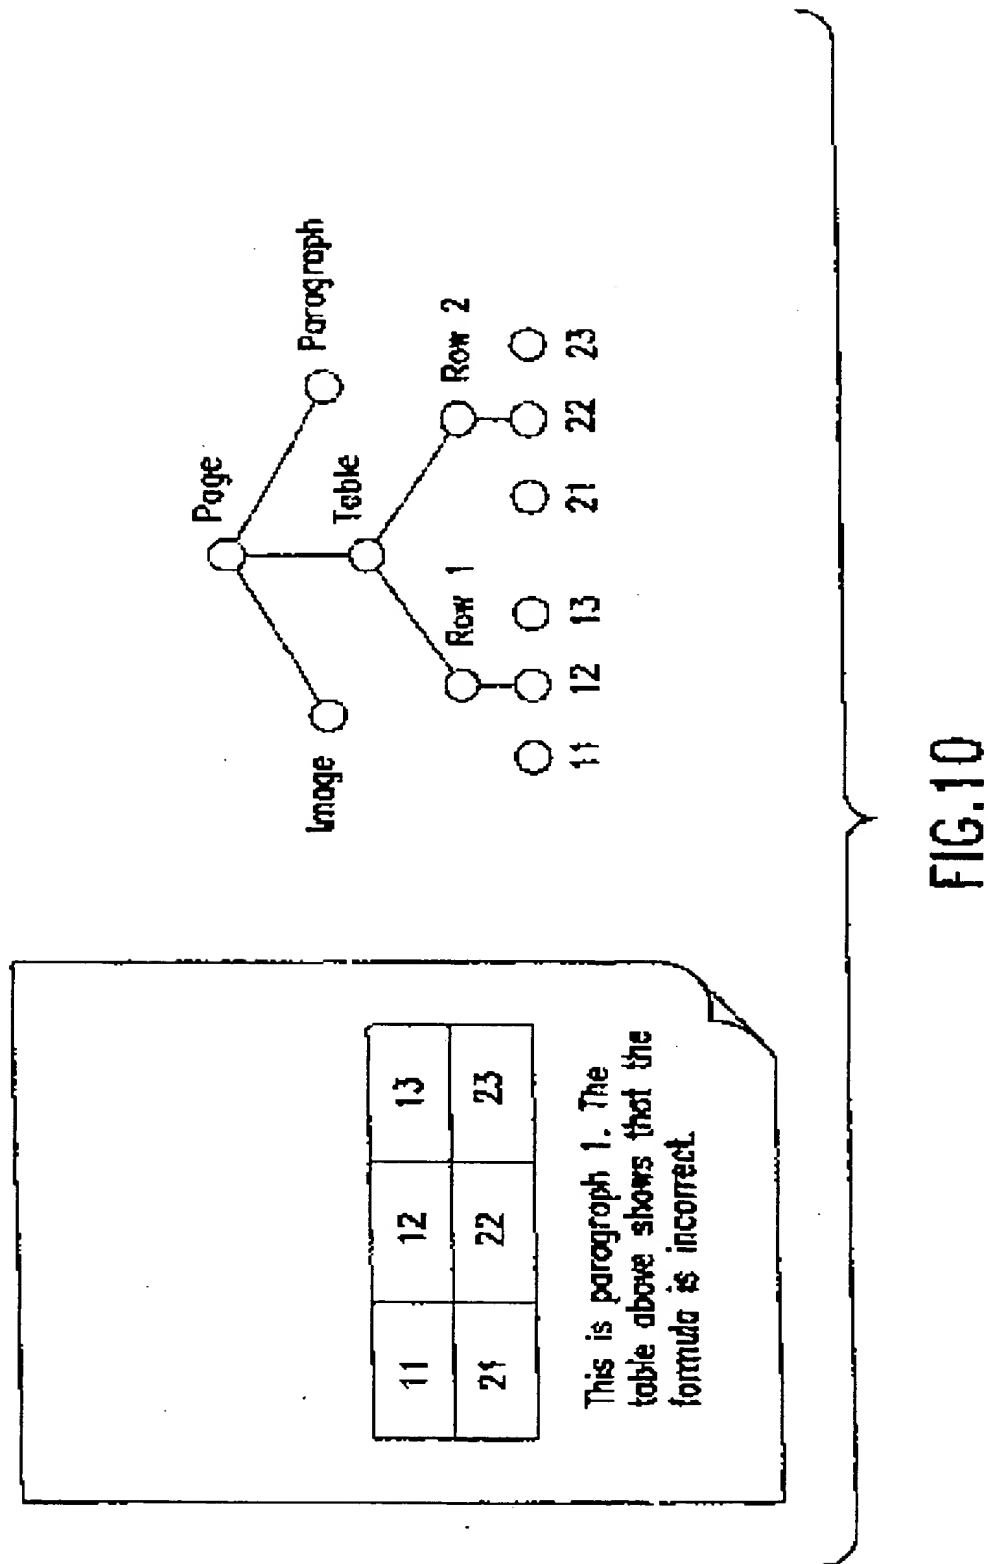 11 12 13
21 22 23
This is paragraph 1. The
table above shows that the
formula is incorrect.
Page
Image
Paragraph
Table
Row 1
Row 2
11 12 13 21 22 23
FIG.10